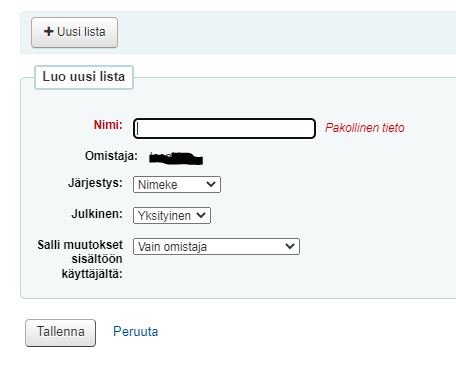 + Uusi lista
Luo uusi lista
Nimi: Pakollinen tieto
Omistaja:
Järjestys: Nimeke
Julkinen: Yksityinen
Salli muutokset Vain omistaja
sisältöön
käyttäjältä:
Tallenna Peruuta